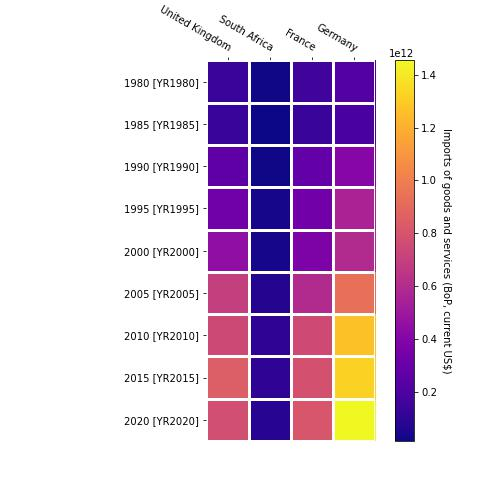 United Kingdom
South Africa
France
Germany
1e12
1980 [YR1980]
1985 [YR1985]
1990 [YR1990]
1995 [YR1995]
2000 [YR2000]
2005 [YR2005]
2010 [YR2010]
2015 [YR2015]
2020 [YR2020]
1.4
1.2
1.0
0.8
0.6
0.4
0.2
Imports of goods and services (BoP, current US$)